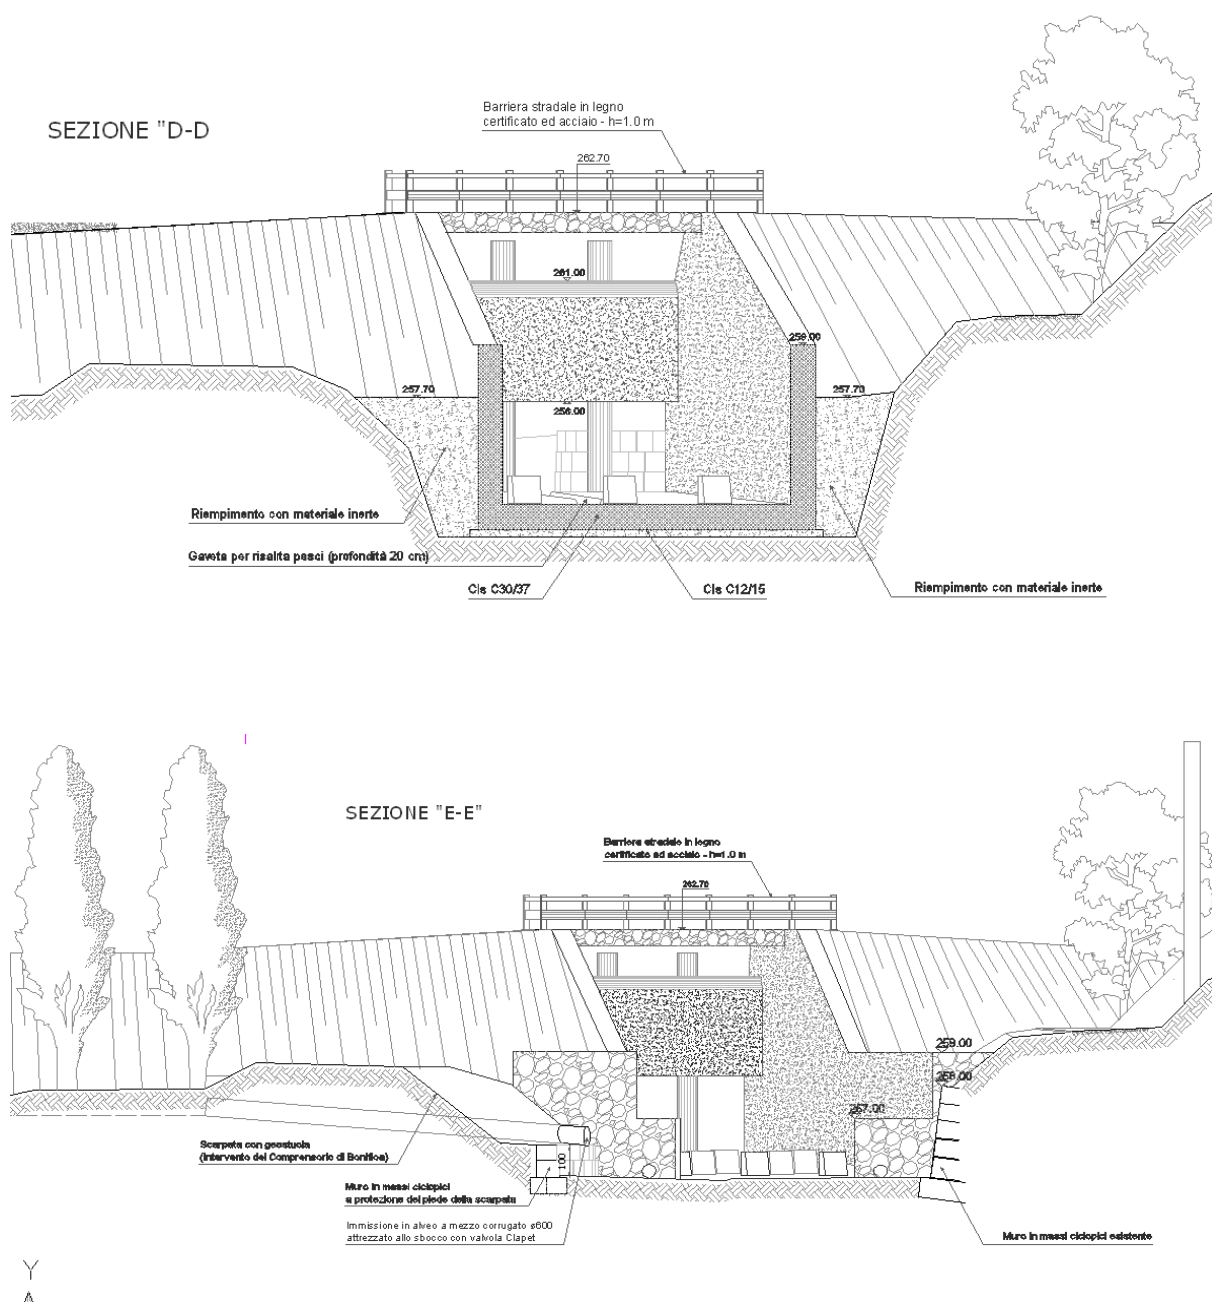 SEZIONE "D-D
Barriera stradale in legno
certificato ed acciaio - h=1.0 m
262.70
261.00
259.00
257.70
257.70
258.00
Riempimento con materiale inerte
Gaveta per risalita pesci (profondità 20 cm)
Cls C30/37
Cls C12/15
Riempimento con materiale inerte
SEZIONE "E-E"
Barriera stradale in legno
certificato ed acciaio - h=1.0 m
262.70
259.00
258.00
257.00
Scarpata con geostuoia
(intervento del Comprensorio di Bonifica)
100
Muro in massi ciclopici
a protezione del piede della scarpata
Immissione in alveo a mezzo corrugato ø600
attrezzato allo sbocco con valvola Clapet
Muro in massi ciclopici esistente
Y